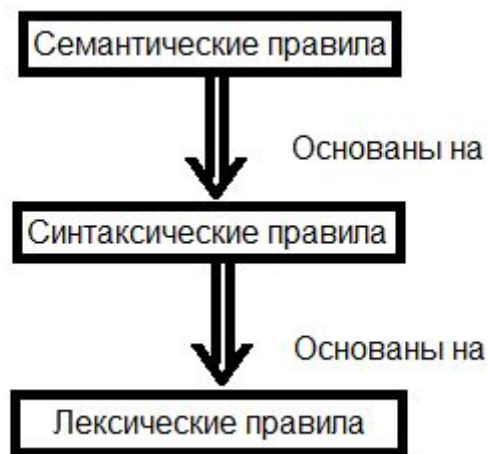 Семантические правила
Основаны на
Синтаксические правила
Основаны на
Лексические правила